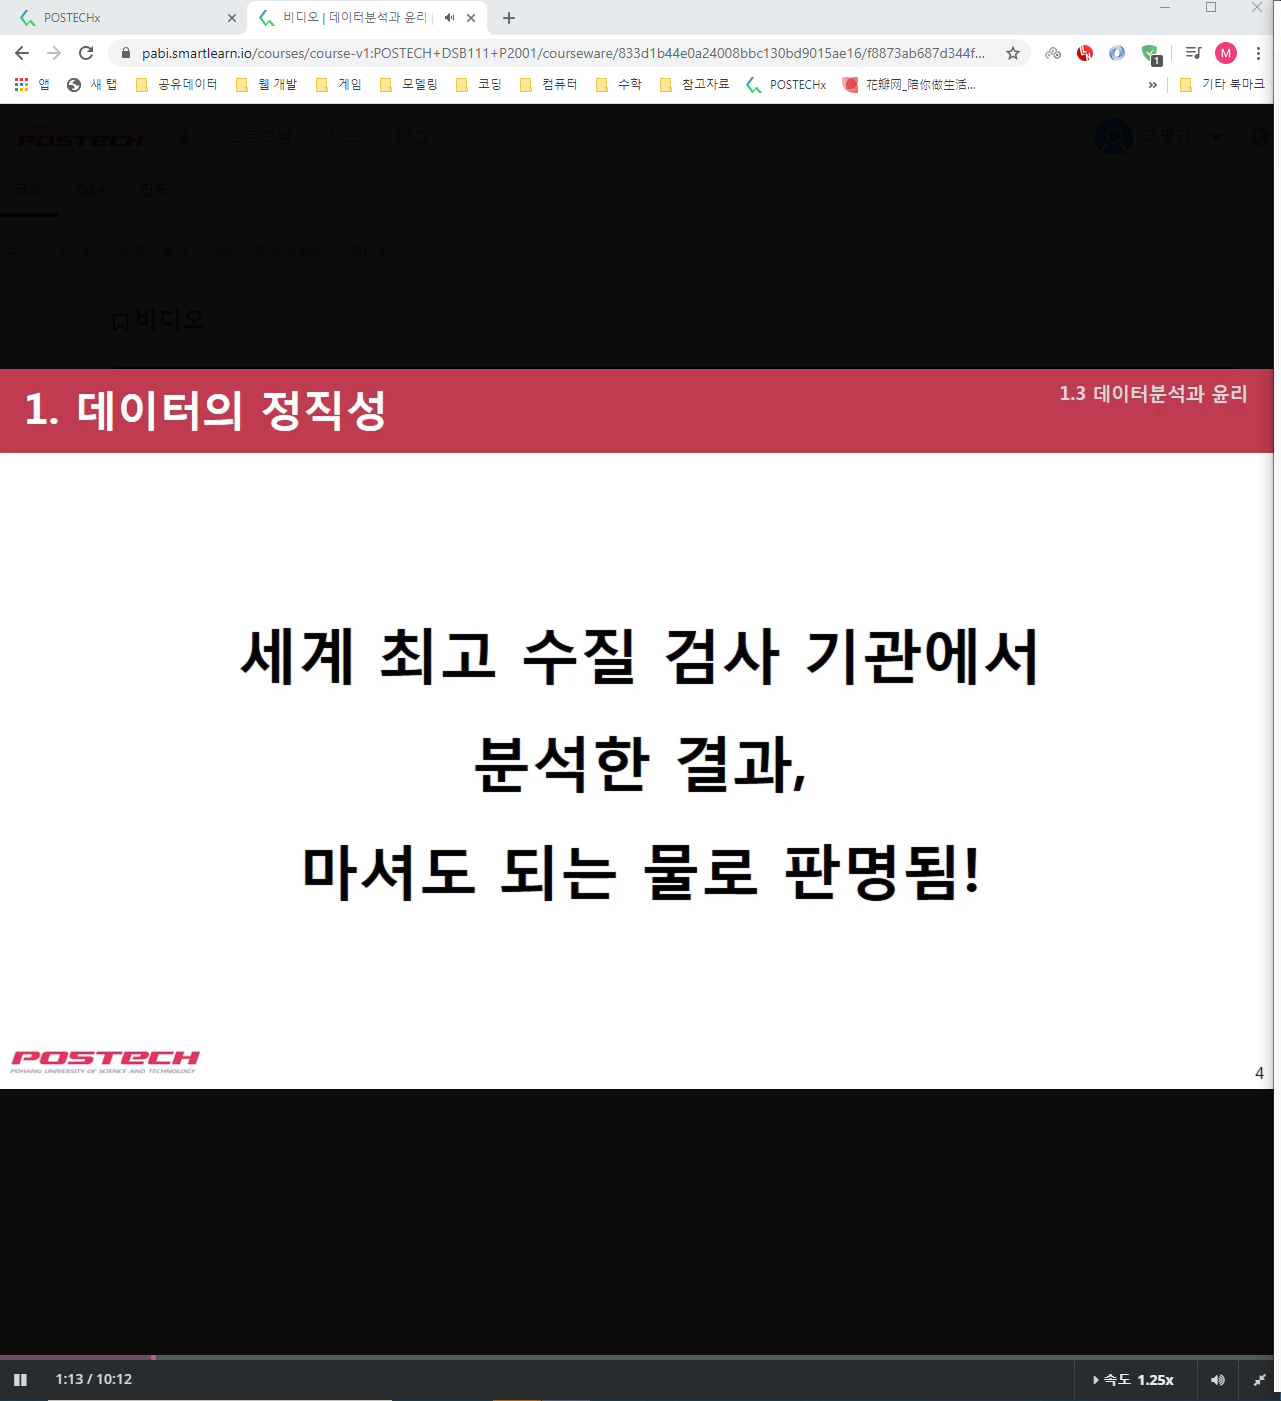 POSTECHx
비디오 | 데이터분석과 윤리 |
pabi.smartlearn.io/courses/course-v1:POSTECH+DSB111+P2001/courseware/833d1b44e0a24008bbc130bd9015ae16/f8873ab687d344f...
1
M
앱 새 탭 공유데이터 웹 개발 게임 모델링 코딩 컴퓨터 수학 참고자료 POSTECHx 花瓣网_陪你做生活... » 기타 북마크
POSTECH 홈 프로그램 뉴스 FAQ 고명인
코스 Q&A 진도
비디오
1. 데이터의 정직성
1.3 데이터분석과 윤리
세계 최고 수질 검사 기관에서
분석한 결과,
마셔도 되는 물로 판명됨!
POSTECH
POHANG UNIVERSITY OF SCIENCE AND TECHNOLOGY
4
1:13 / 10:12
속도 1.25x